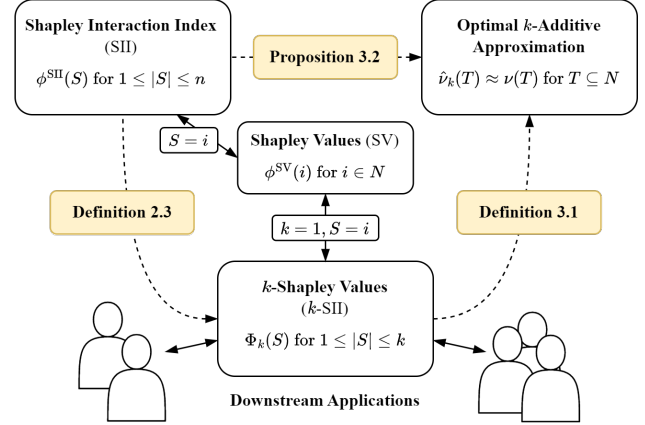 Shapley Interaction Index
(SII)
ϕ^SII(S) for 1 ≤ |S| ≤ n
Proposition 3.2
Optimal k-Additive
Approximation
ν̂_k(T) ≈ ν(T) for T ⊆ N
S = i
Shapley Values (SV)
ϕ^SV(i) for i ∈ N
Definition 2.3
k = 1, S = i
Definition 3.1
k-Shapley Values
(k-SII)
Φ_k(S) for 1 ≤ |S| ≤ k
Downstream Applications